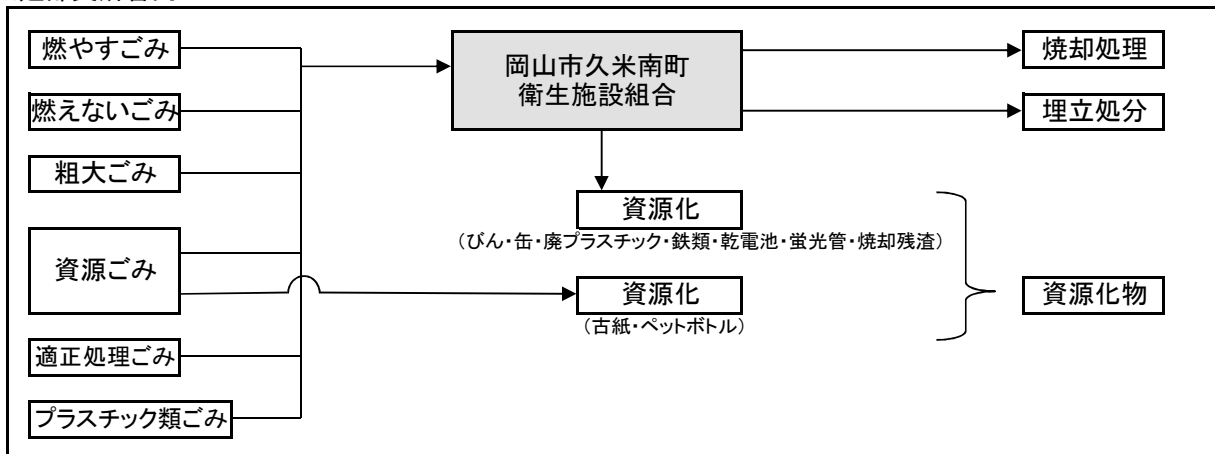 燃やすごみ
燃えないごみ
粗大ごみ
資源ごみ
適正処理ごみ
プラスチック類ごみ
岡山市久米南町
衛生施設組合
資源化
（びん・缶・廃プラスチック・鉄類・乾電池・蛍光管・焼却残渣）
資源化
（古紙・ペットボトル）
焼却処理
埋立処分
資源化物